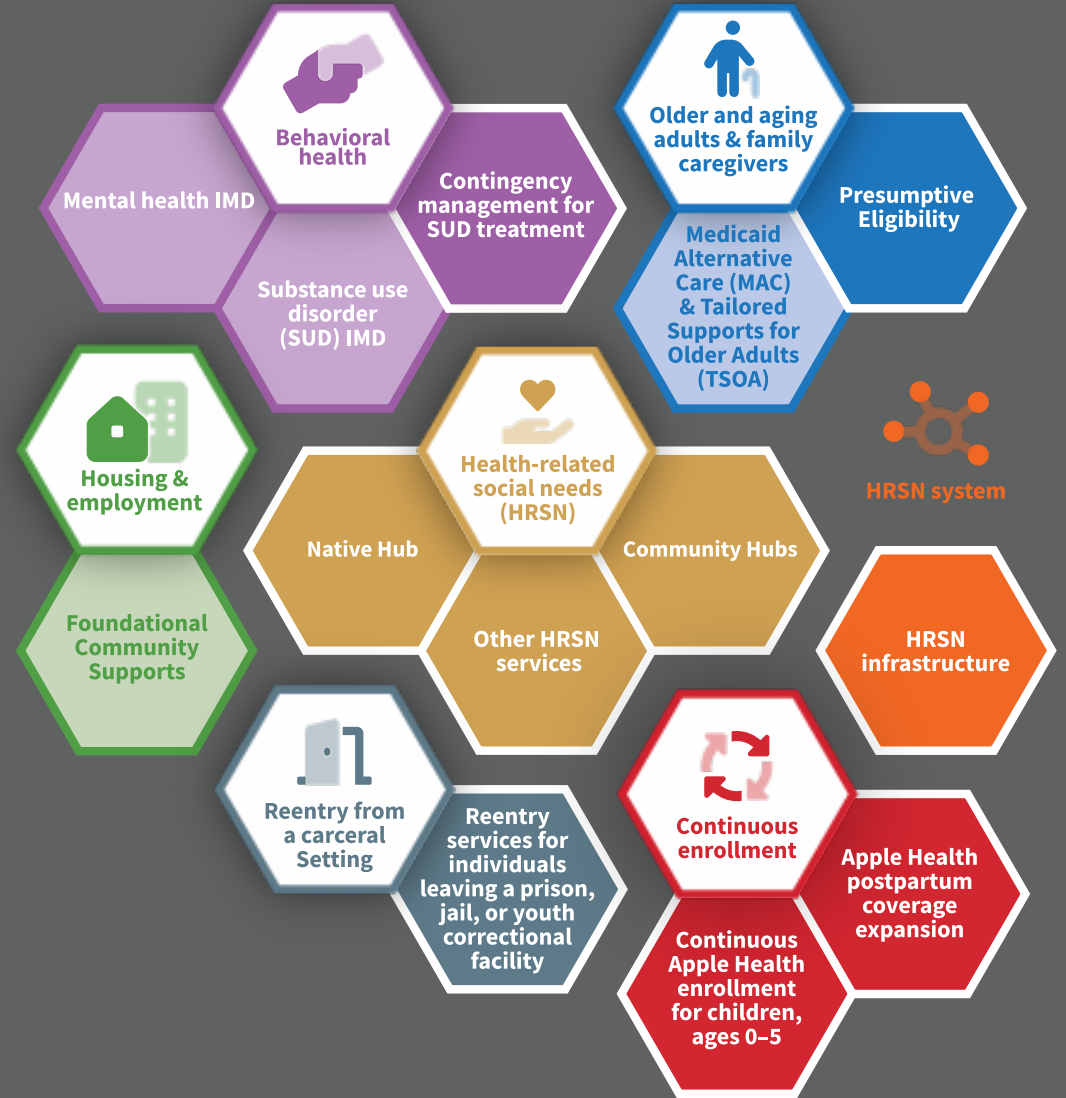 Behavioral
health
Mental health IMD
Contingency
management for
SUD treatment
Substance use
disorder
(SUD) IMD
Older and aging
adults & family
caregivers
Presumptive
Eligibility
Medicaid
Alternative
Care (MAC)
& Tailored
Supports for
Older Adults
(TSOA)
Housing &
employment
Foundational
Community
Supports
Health-related
social needs
(HRSN)
Native Hub
Community Hubs
Other HRSN
services
HRSN system
HRSN
infrastructure
Reentry from
a carceral
Setting
Reentry
services for
individuals
leaving a prison,
jail, or youth
correctional
facility
Continuous
enrollment
Apple Health
postpartum
coverage
expansion
Continuous
Apple Health
enrollment
for children,
ages 0–5